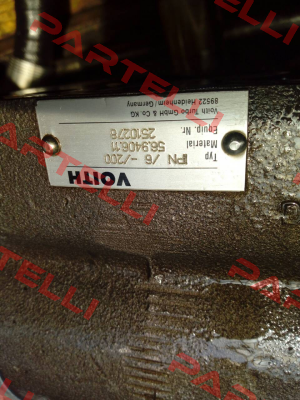 VOITH
Typ IPN /6 -/200
Material 56.9406.11
Equip. Nr. 2510278
Voith Turbo GmbH & Co KG
89522 Heidenheim/Germany
PARTELLI
PARTELLI
PARTELLI
PARTELLI